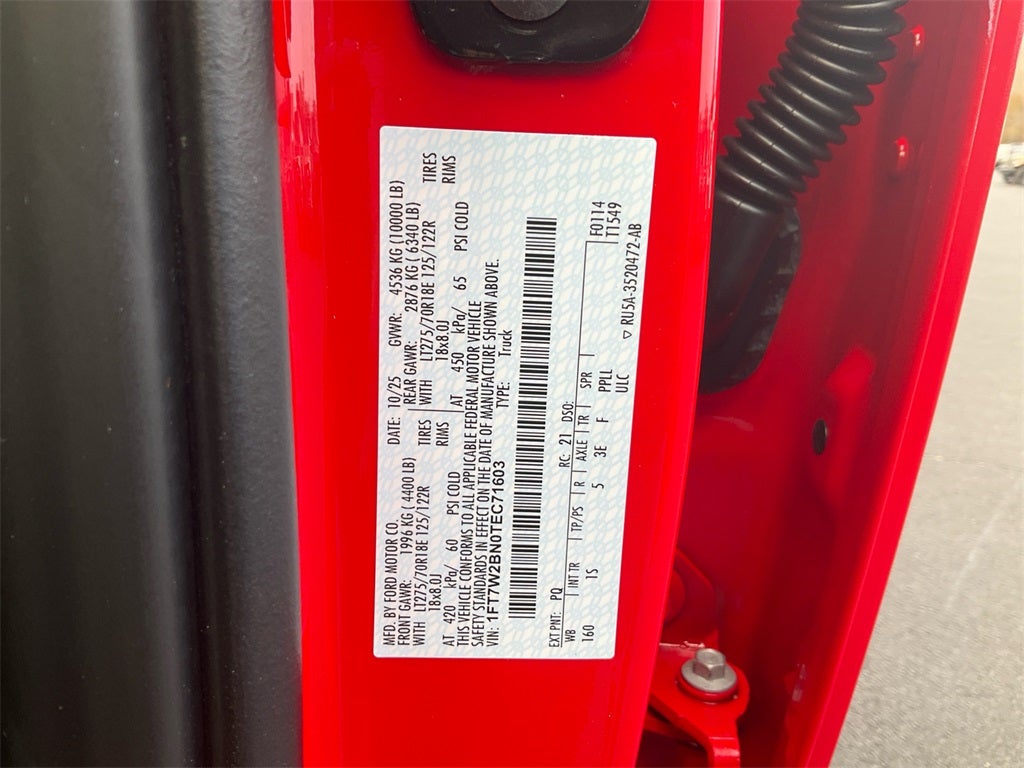 MFD. BY FORD MOTOR CO. DATE: 10/25 GVWR: 4536 KG (10000 LB)
FRONT GAWR: 1996 KG ( 4400 LB) REAR GAWR: 2876 KG ( 6340 LB)
WITH LT275/70R18E 125/122R TIRES WITH LT275/70R18E 125/122R TIRES
18x8.0J RIMS 18x8.0J RIMS
AT 420 kPa/ 60 PSI COLD AT 450 kPa/ 65 PSI COLD
THIS VEHICLE CONFORMS TO ALL APPLICABLE FEDERAL MOTOR VEHICLE
SAFETY STANDARDS IN EFFECT ON THE DATE OF MANUFACTURE SHOWN ABOVE.
VIN: 1FT7W2BN0TEC71603 TYPE: Truck
EXT PNT: PQ RC: 21 DSO: F0114
WB INT TR TP/PS R AXLE TR SPR T1549
160 1S 5 3E F PPLL
ULC
▽ RU5A-3520472-AB